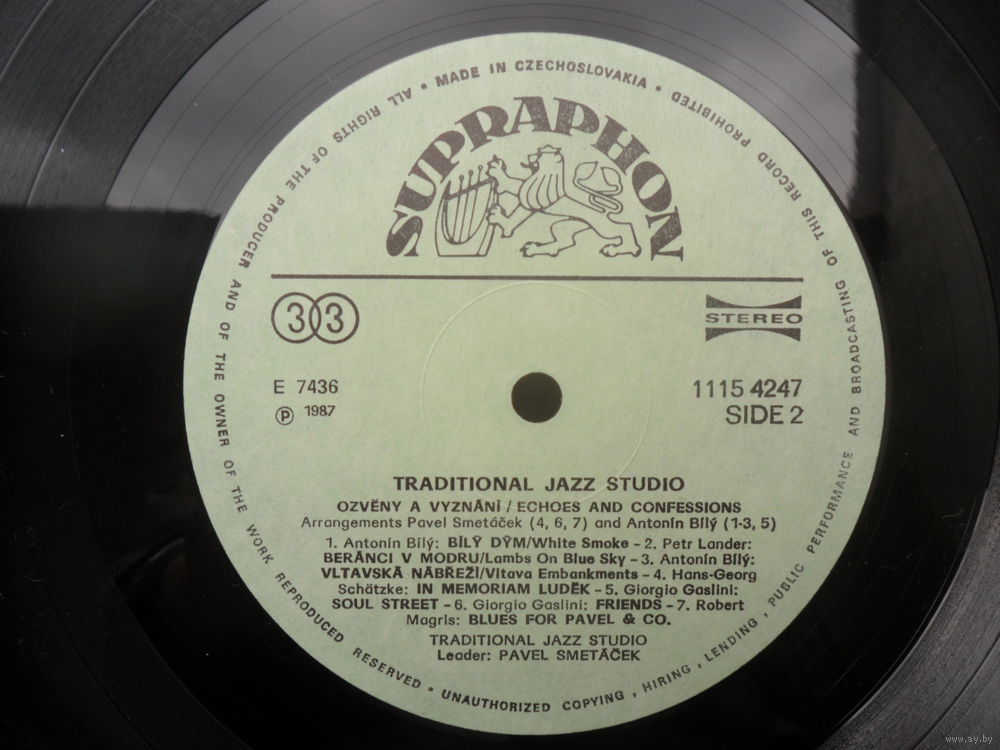 ALL RIGHTS OF THE PRODUCER AND OF THE OWNER OF THE WORK REPRODUCED RESERVED • UNAUTHORIZED COPYING, HIRING, LENDING, PUBLIC PERFORMANCE AND BROADCASTING OF THIS RECORD PROHIBITED • MADE IN CZECHOSLOVAKIA •
SUPRAPHON
33
STEREO
E 7436
1115 4247
Ⓟ 1987
SIDE 2
TRADITIONAL JAZZ STUDIO
OZVĚNY A VYZNÁNÍ / ECHOES AND CONFESSIONS
Arrangements Pavel Smetáček (4, 6, 7) and Antonín Bílý (1-3, 5)
1. Antonín Bílý: BÍLÝ DÝM/White Smoke – 2. Petr Lander:
BERÁNCI V MODRU/Lambs On Blue Sky – 3. Antonín Bílý:
VLTAVSKÁ NÁBŘEŽÍ/Vltava Embankments – 4. Hans-Georg
Schätzke: IN MEMORIAM LUDĚK – 5. Giorgio Gaslini:
SOUL STREET – 6. Giorgio Gaslini: FRIENDS – 7. Robert
Magris: BLUES FOR PAVEL & CO.
TRADITIONAL JAZZ STUDIO
Leader: PAVEL SMETÁČEK
www.ay.by